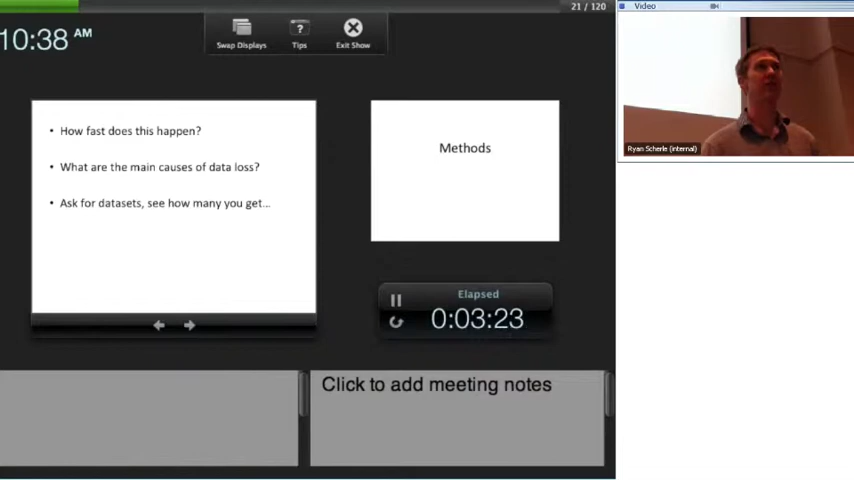 21 / 120
Video
10:38 AM
Swap Displays
Tips
Exit Show
• How fast does this happen?
• What are the main causes of data loss?
• Ask for datasets, see how many you get...
Methods
Ryan Scherle (internal)
Elapsed
0:03:23
Click to add meeting notes